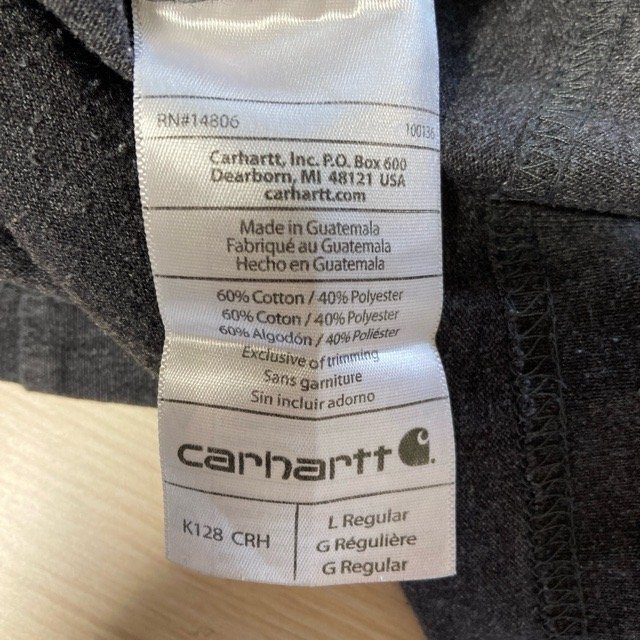 RN#14806
100136
Carhartt, Inc. P.O. Box 600
Dearborn, MI 48121 USA
carhartt.com
Made in Guatemala
Fabriqué au Guatemala
Hecho en Guatemala
60% Cotton / 40% Polyester
60% Coton / 40% Polyester
60% Algodón / 40% Poliéster
Exclusive of trimming
Sans garniture
Sin incluir adorno
carhartt
K128 CRH
L Regular
G Régulière
G Regular